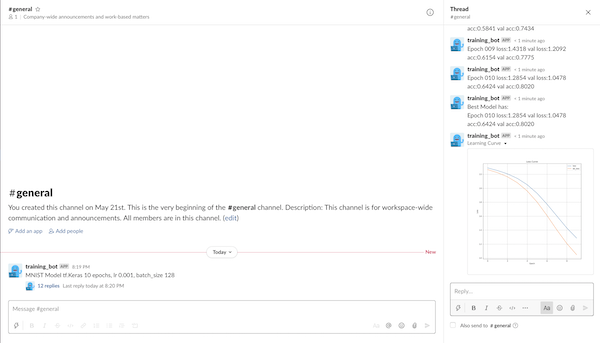 #general
1 | Company-wide announcements and work based matters
#general
You created this channel on May 21st. This is the very beginning of the #general channel. Description: This channel is for workspace-wide
communication and announcements. All members are in this channel. (edit)
Add an app Add people
Today
New
training_bot APP 8:19 PM
MNIST Model tf.Keras 10 epochs, lr 0.001, batch_size 128
12 replies Last reply today at 8:20 PM
Message #general
Thread
#general
acc:0.5841 val acc:0.7434
training_bot APP < 1 minute ago
Epoch 009 loss:1.4318 val loss:1.2092
acc:0.6154 val acc:0.7775
training_bot APP < 1 minute ago
Epoch 010 loss:1.2854 val loss:1.0478
acc:0.6424 val acc:0.8020
training_bot APP < 1 minute ago
Best Model has:
Epoch 010 loss:1.2854 val loss:1.0478
acc:0.6424 val acc:0.8020
training_bot APP < 1 minute ago
Learning Curve
Reply...
Also send to #general